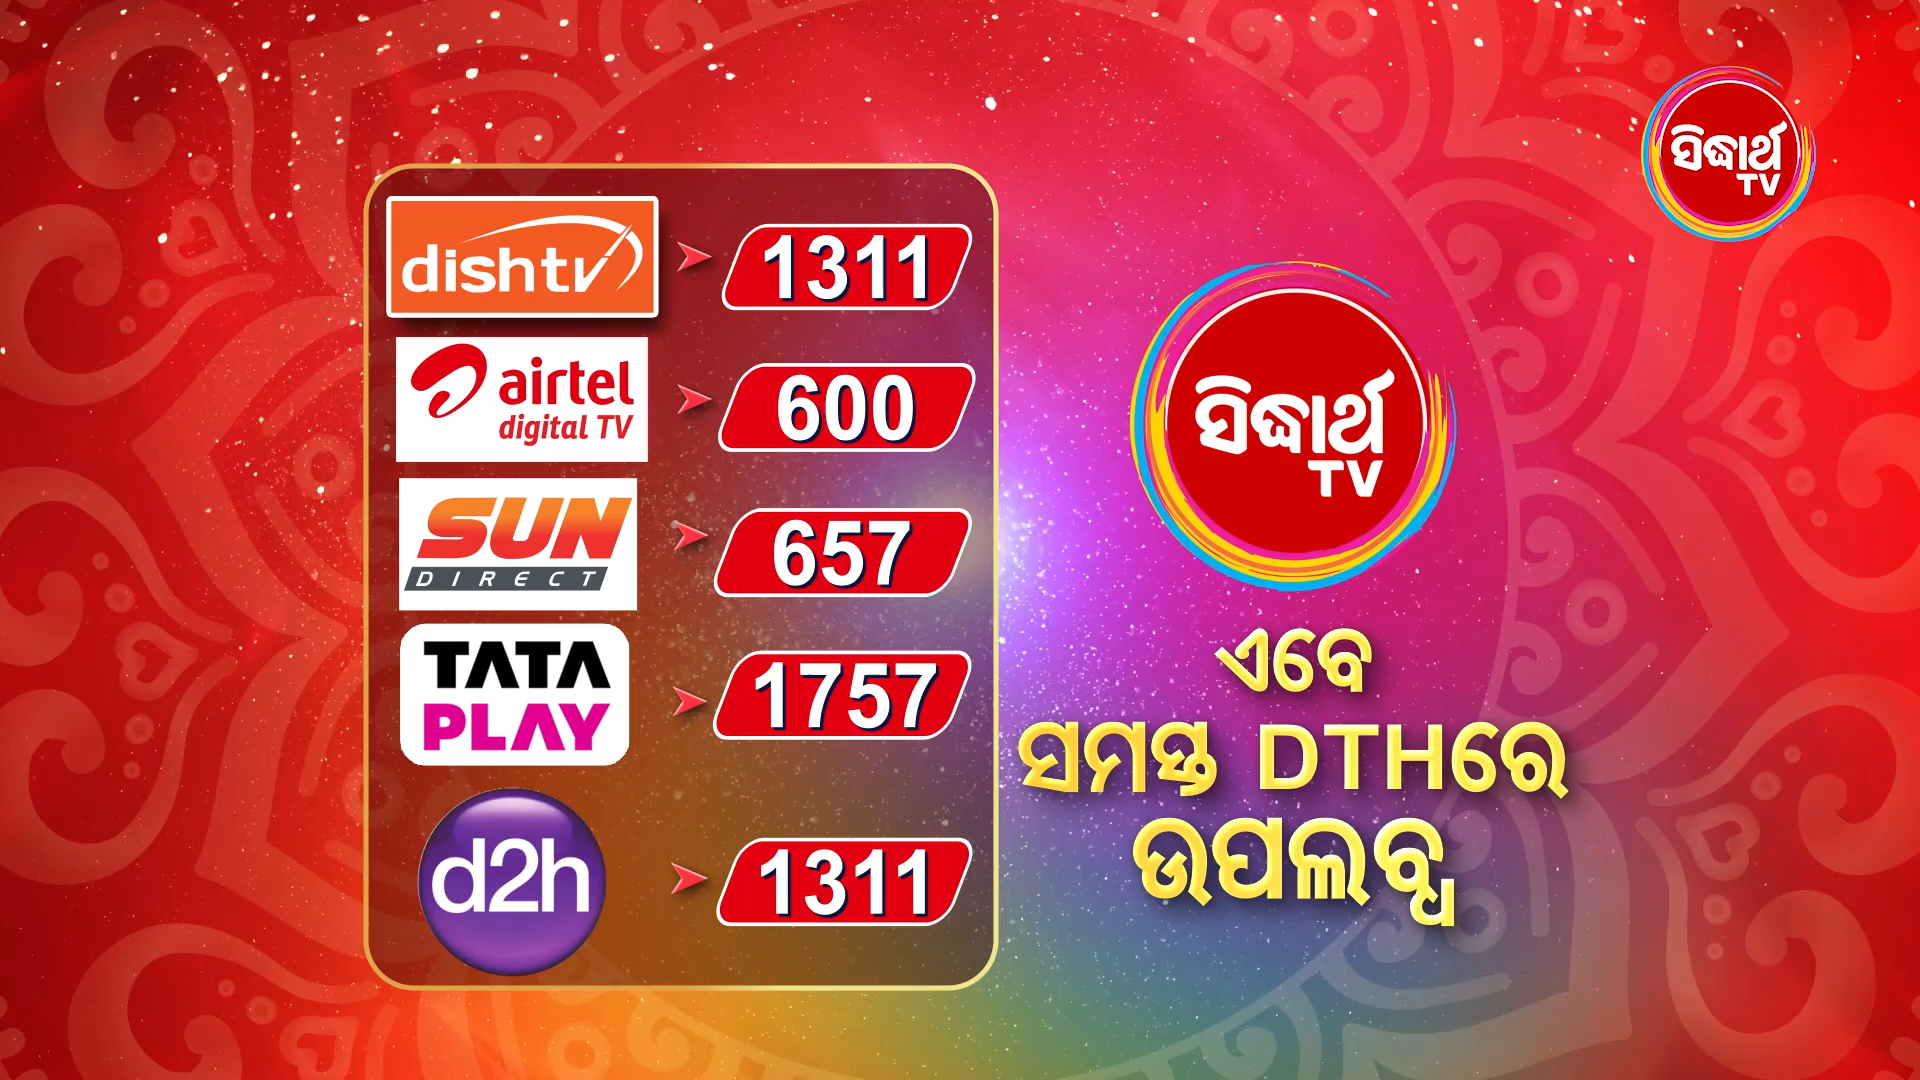 ସିଦ୍ଧାର୍ଥ
TV
dishtv
1311
airtel
digital TV
600
SUN
DIRECT
657
TATA
PLAY
1757
d2h
1311
ସିଦ୍ଧାର୍ଥ
TV
ଏବେ
ସମସ୍ତ DTHରେ
ଉପଲବ୍ଧ